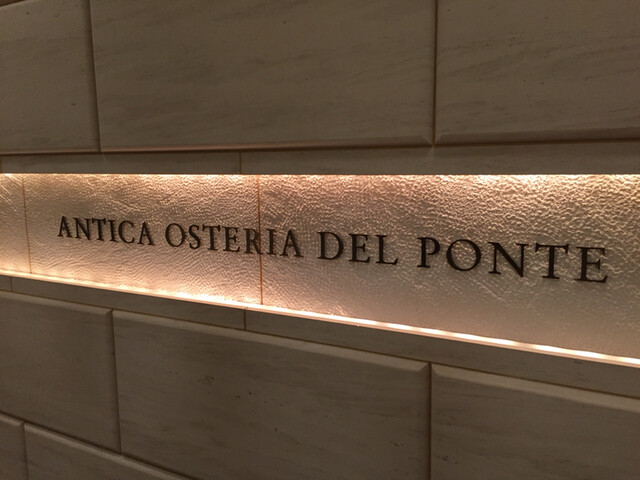 ANTICA OSTERIA DEL PONTE